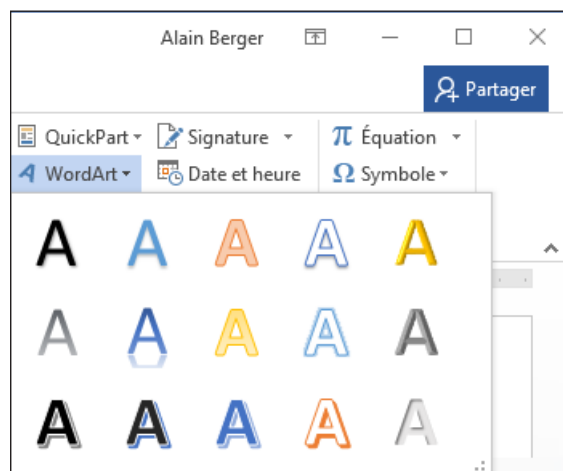 Alain Berger
Partager
QuickPart Signature π Équation
A WordArt Date et heure Ω Symbole
A A A A A
A A A A A
A A A A A